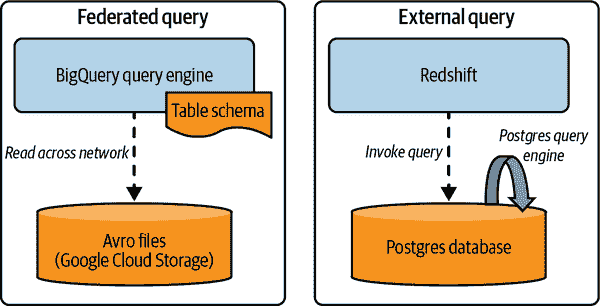 Federated query
BigQuery query engine
Table schema
Read across network
Avro files
(Google Cloud Storage)
External query
Redshift
Invoke query
Postgres query
engine
Postgres database